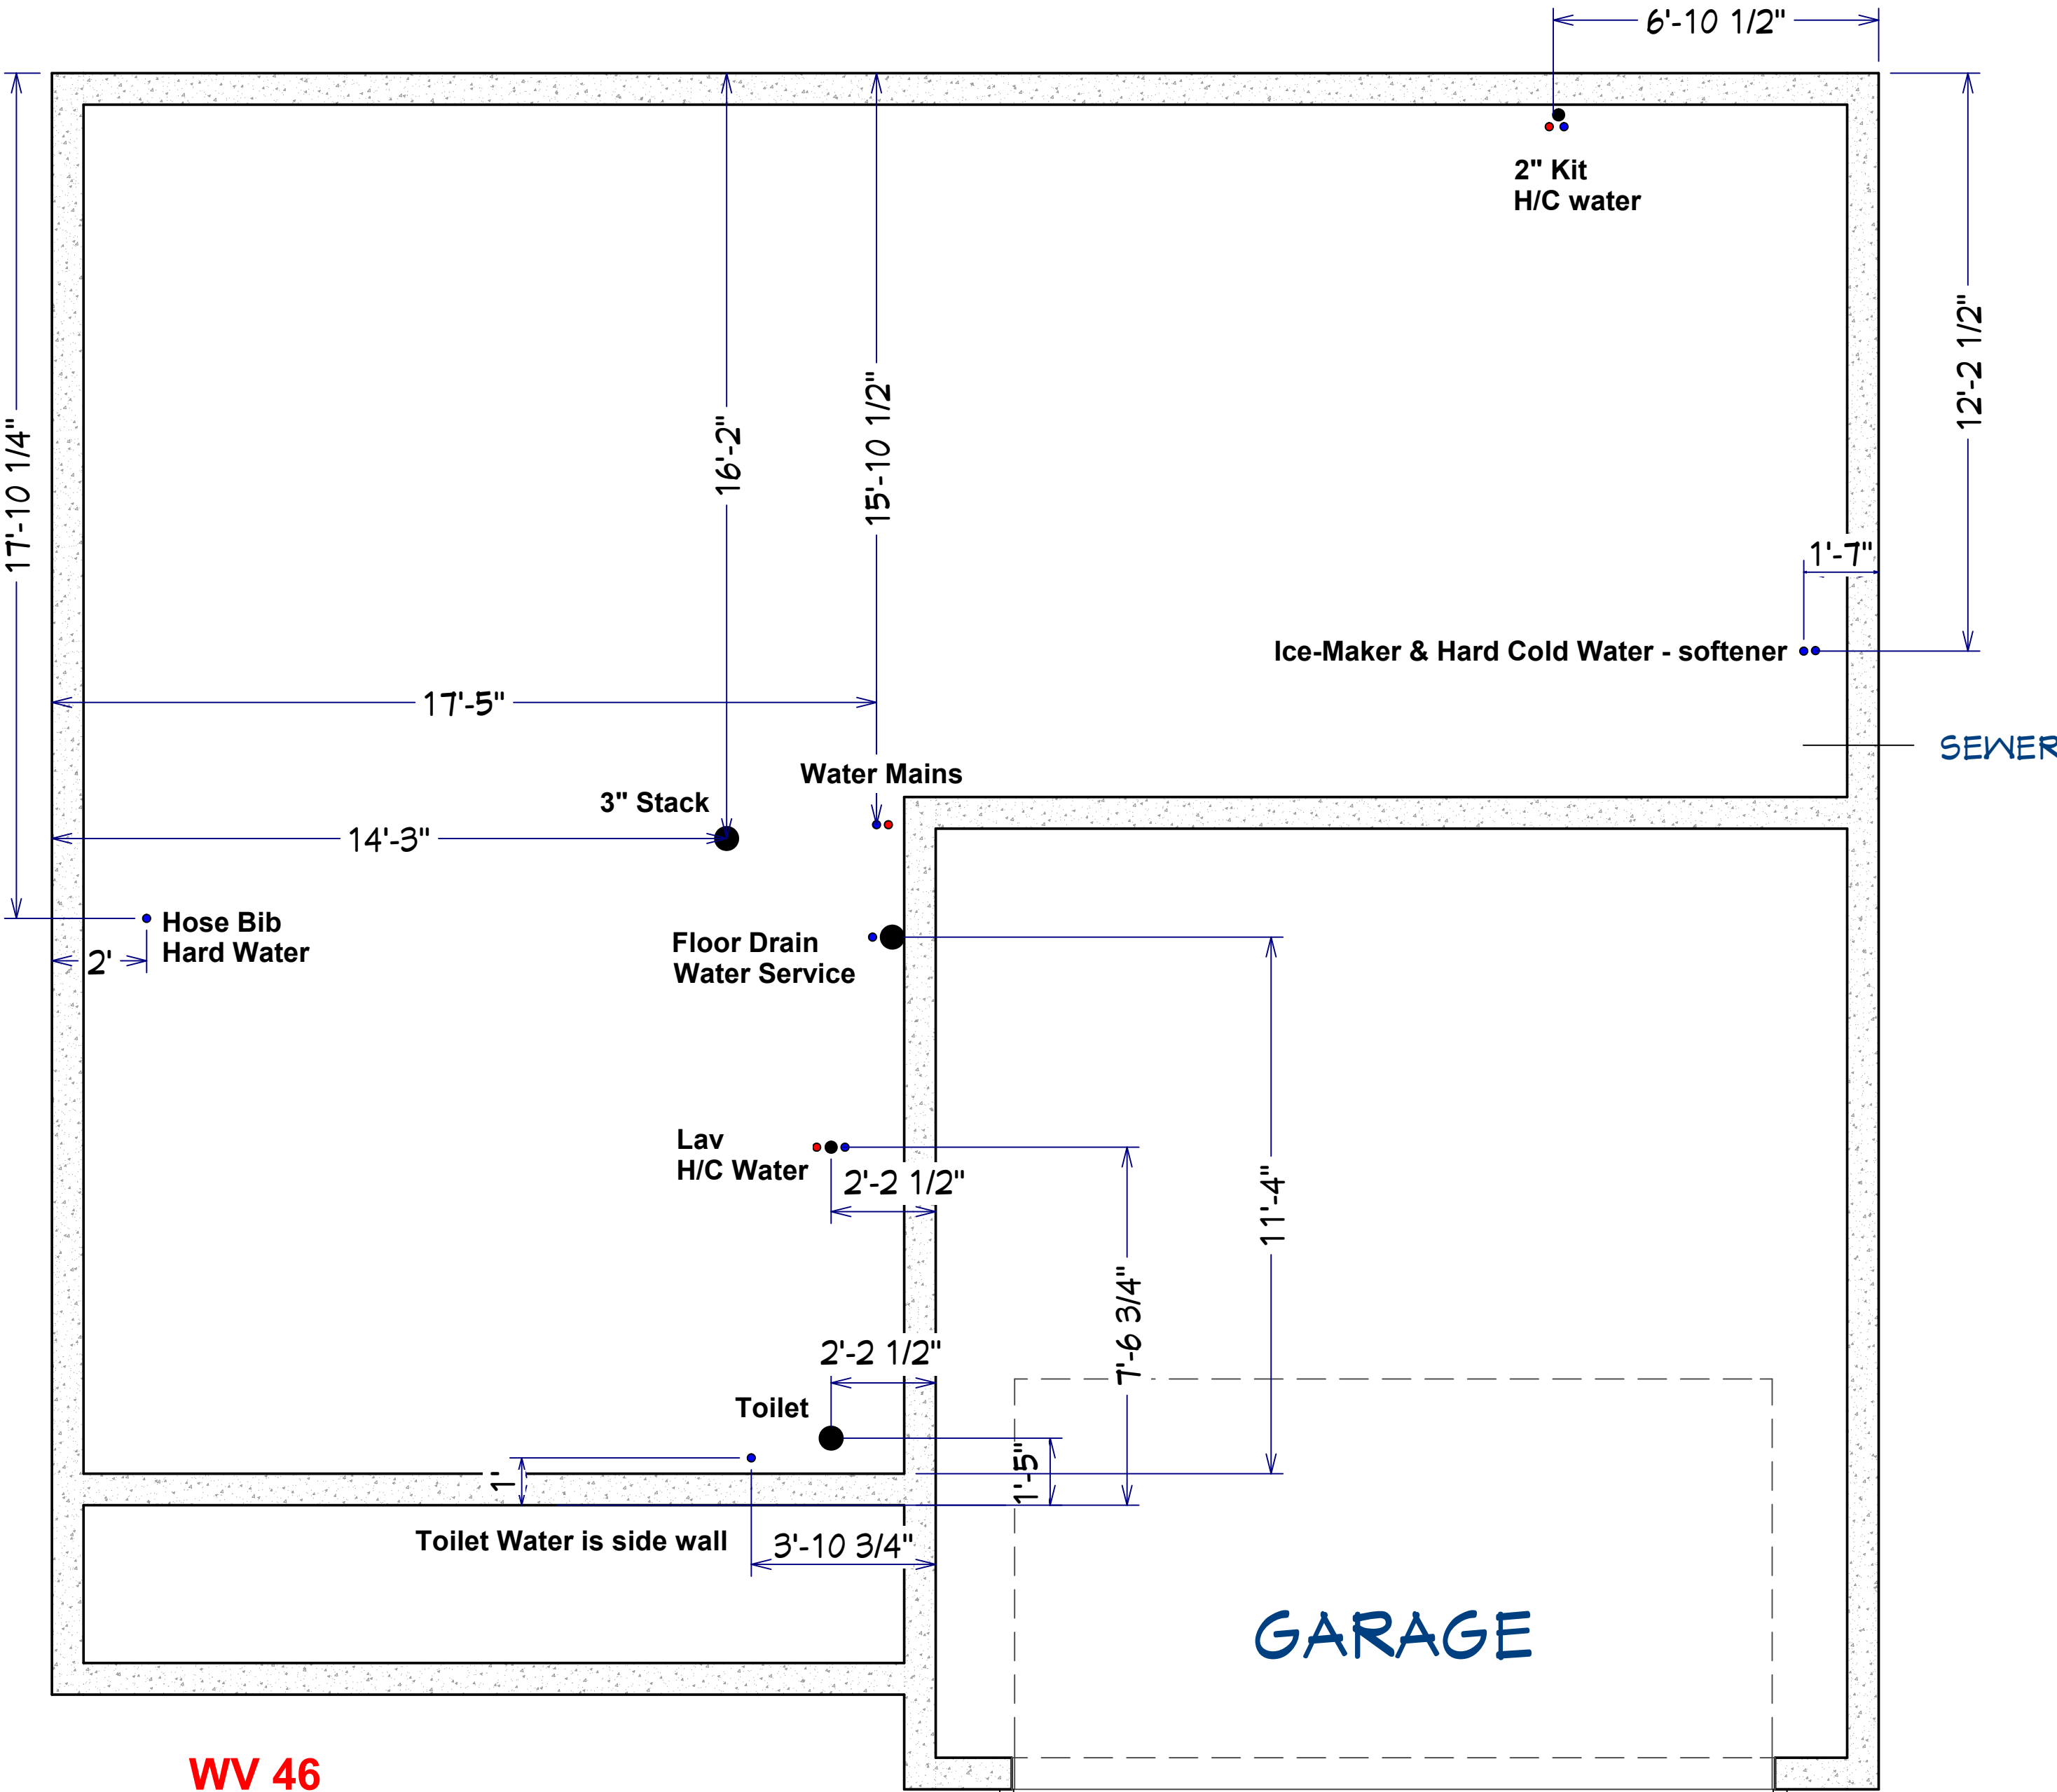 6'-10 1/2"
2" Kit
H/C water
17'-10 1/4"
16'-2"
15'-10 1/2"
12'-2 1/2"
1'-7"
Ice-Maker & Hard Cold Water - softener
17'-5"
SEWER
Water Mains
3" Stack
14'-3"
Hose Bib
Hard Water
2'
Floor Drain
Water Service
Lav
H/C Water
2'-2 1/2"
11'-4"
7'-6 3/4"
2'-2 1/2"
Toilet
1'
1'-5"
Toilet Water is side wall
3'-10 3/4"
GARAGE
WV 46